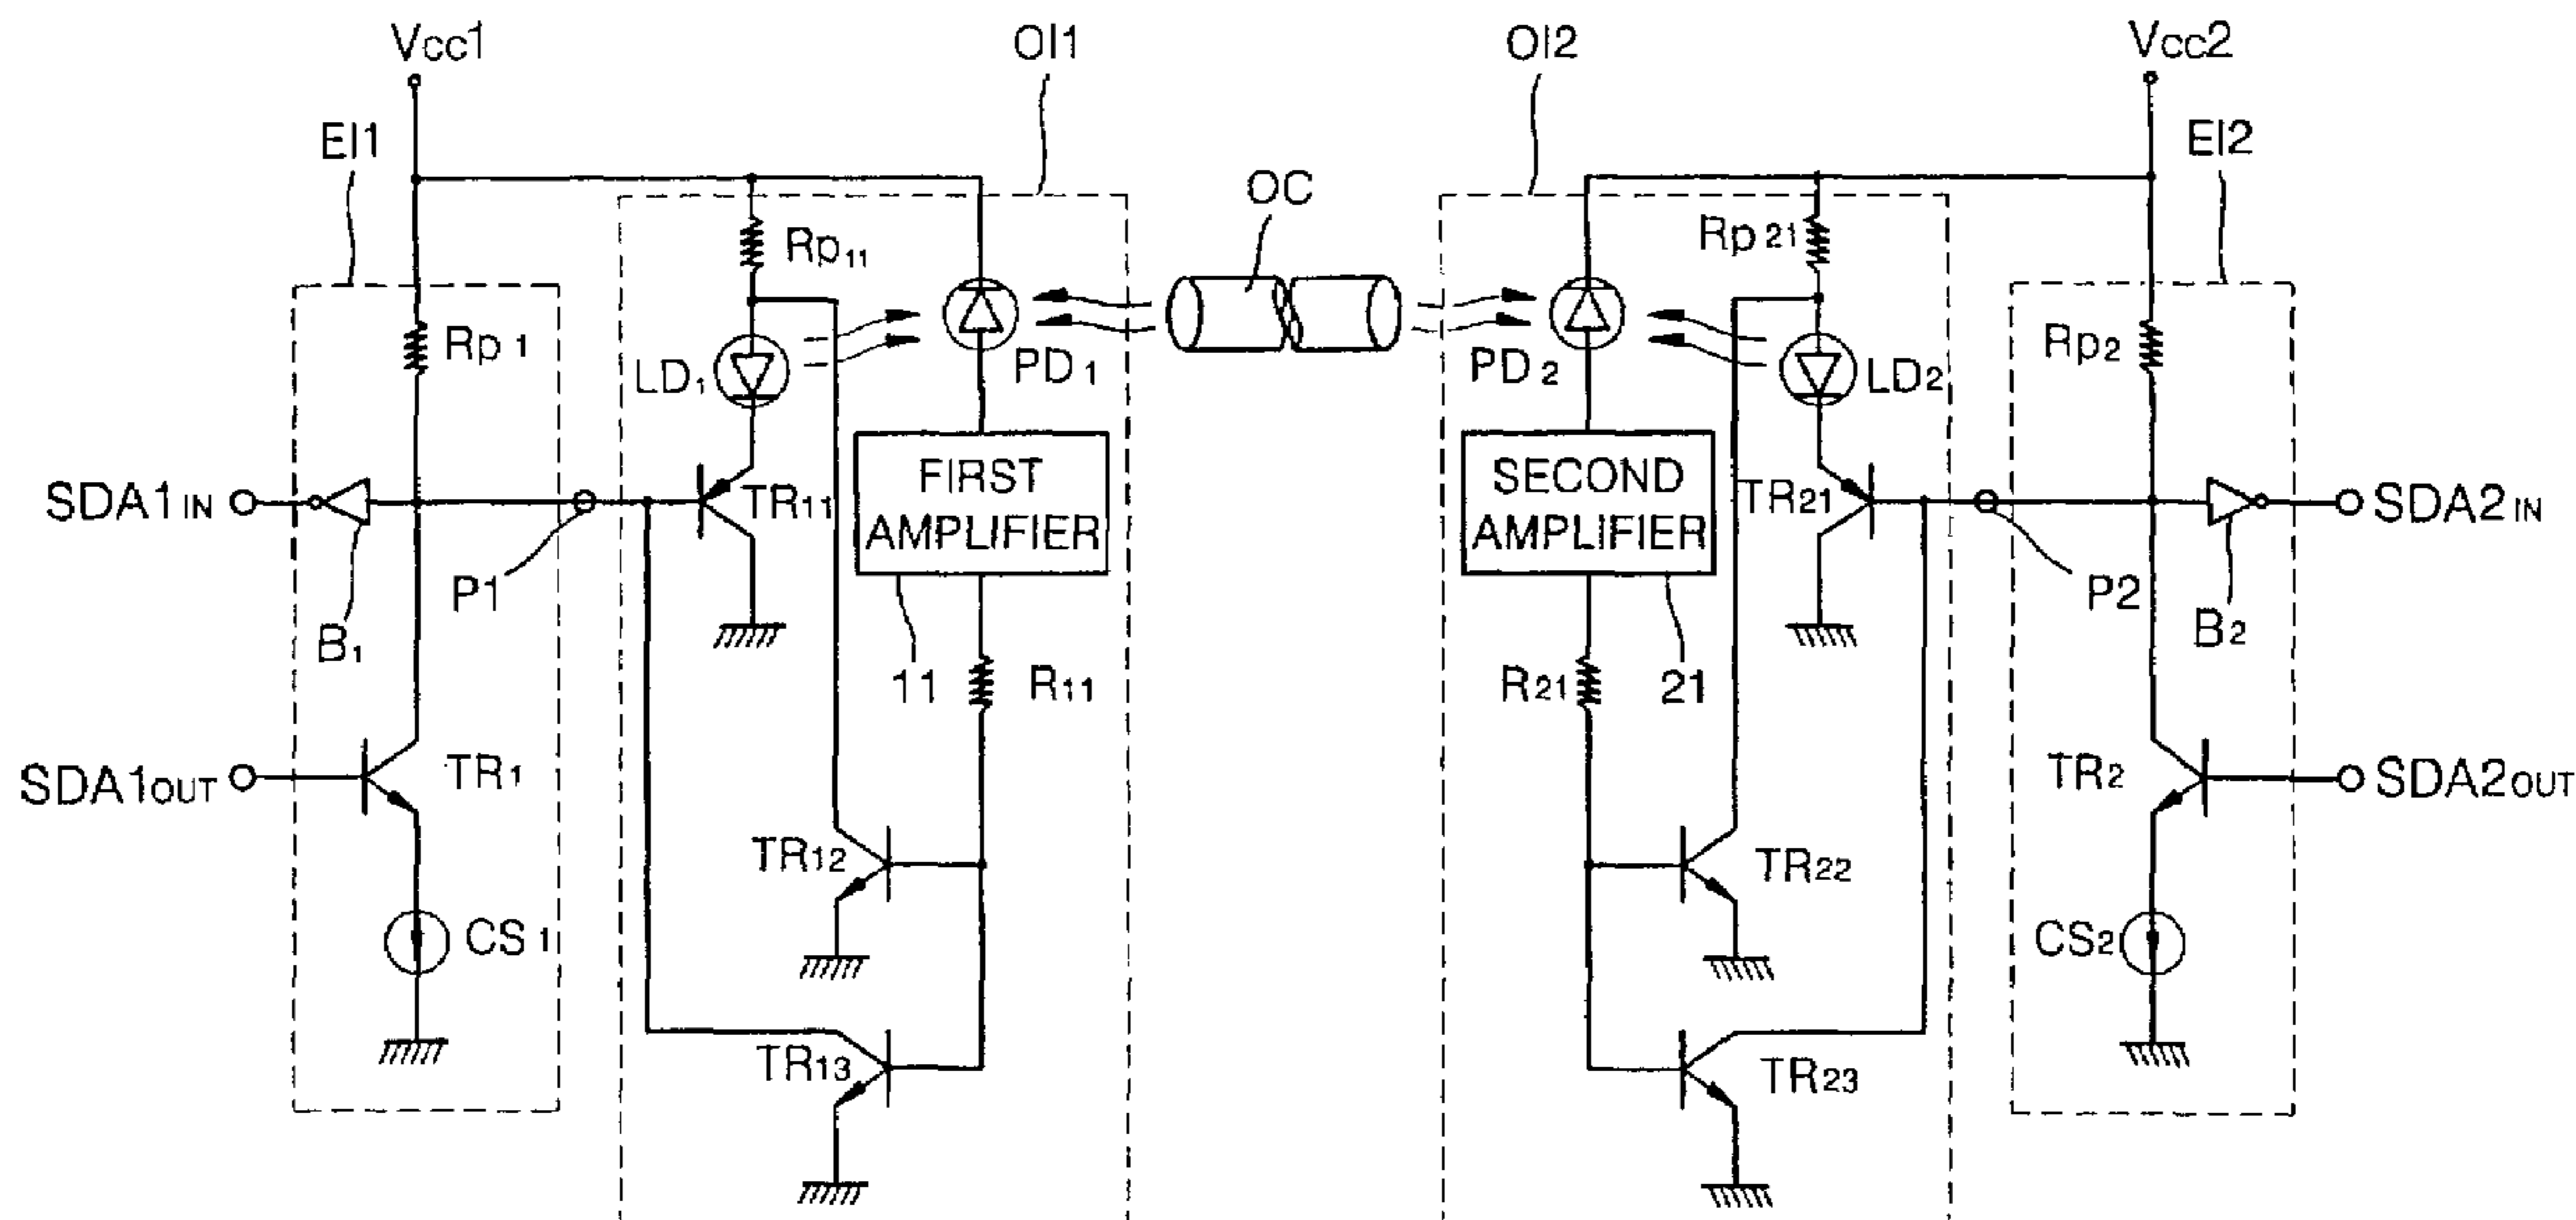 Vcc1
OI1
OI2
Vcc2
EI1
OC
EI2
Rp11
Rp21
Rp1
LD1
PD1
PD2
LD2
Rp2
SDA1IN
TR11
FIRST
AMPLIFIER
SECOND
AMPLIFIER
TR21
SDA2IN
P1
B1
P2
B2
11
R11
R21
21
SDA1OUT
TR1
TR2
SDA2OUT
TR12
TR22
CS1
CS2
TR13
TR23